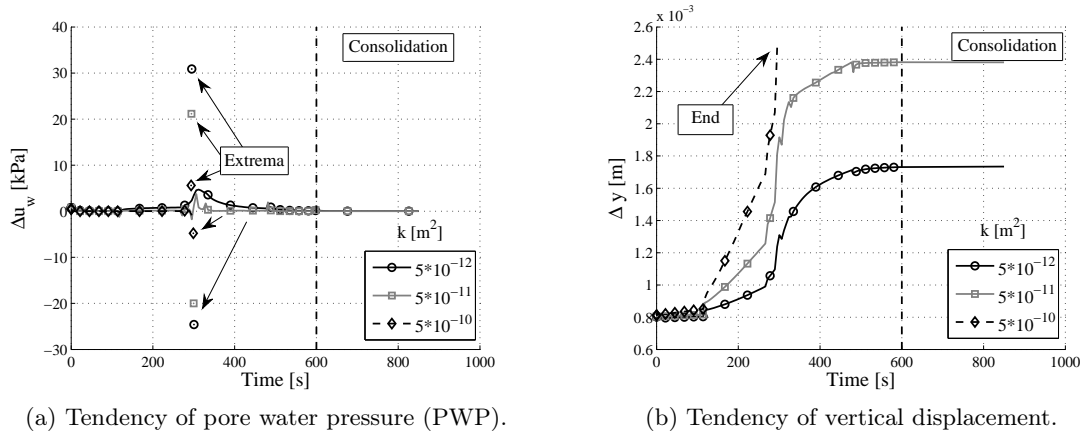 40
30
20
10
0
−10
−20
−30
Δu_w [kPa]
Consolidation
Extrema
k [m²]
5*10⁻¹²
5*10⁻¹¹
5*10⁻¹⁰
0 200 400 600 800 1000
Time [s]
(a) Tendency of pore water pressure (PWP).
x 10⁻³
2.6
2.4
2.2
2
1.8
1.6
1.4
1.2
1
0.8
0.6
Δ y [m]
Consolidation
End
k [m²]
5*10⁻¹²
5*10⁻¹¹
5*10⁻¹⁰
0 200 400 600 800 1000
Time [s]
(b) Tendency of vertical displacement.